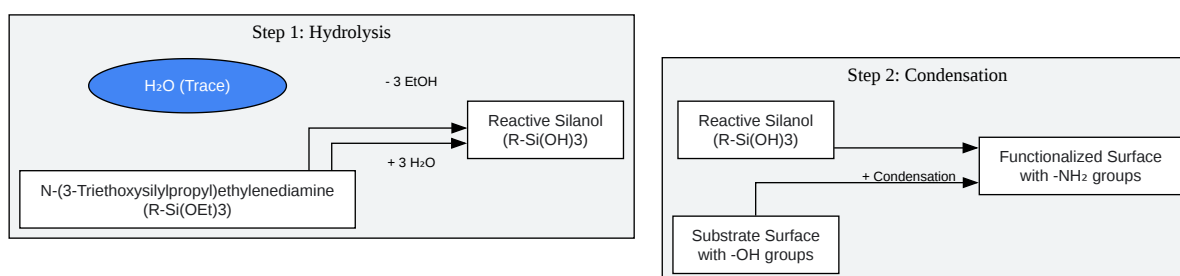 Step 1: Hydrolysis
H₂O (Trace)
- 3 EtOH
Reactive Silanol
(R-Si(OH)3)
+ 3 H₂O
N-(3-Triethoxysilylpropyl)ethylenediamine
(R-Si(OEt)3)
Step 2: Condensation
Reactive Silanol
(R-Si(OH)3)
Functionalized Surface
with -NH₂ groups
+ Condensation
Substrate Surface
with -OH groups